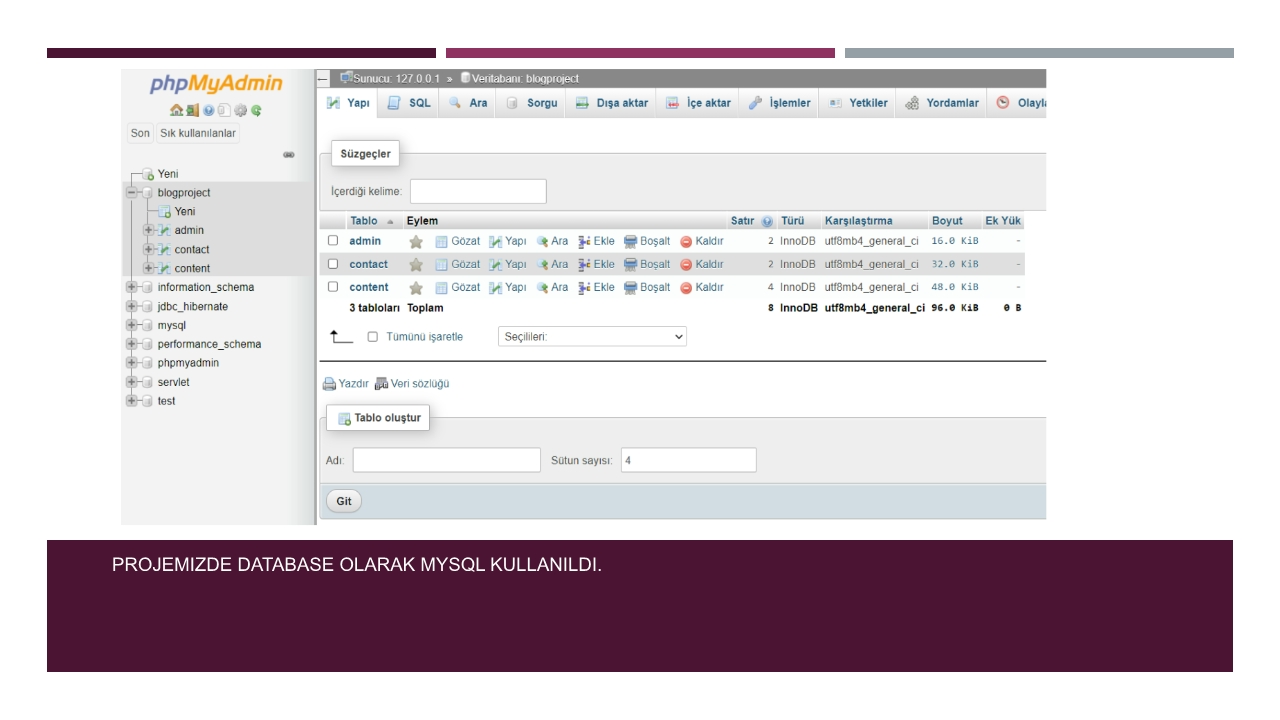 phpMyAdmin
Son Sık kullanılanlar
Yeni
blogproject
Yeni
admin
contact
content
information_schema
jdbc_hibernate
mysql
performance_schema
phpmyadmin
servlet
test
Sunucu: 127.0.0.1 » Veritabanı: blogproject
Yapı SQL Ara Sorgu Dışa aktar İçe aktar İşlemler Yetkiler Yordamlar Olayla
Süzgeçler
İçerdiği kelime:
Tablo Eylem Satır Türü Karşılaştırma Boyut Ek Yük
admin Gözat Yapı Ara Ekle Boşalt Kaldır 2 InnoDB utf8mb4_general_ci 16.0 KiB -
contact Gözat Yapı Ara Ekle Boşalt Kaldır 2 InnoDB utf8mb4_general_ci 32.0 KiB -
content Gözat Yapı Ara Ekle Boşalt Kaldır 4 InnoDB utf8mb4_general_ci 48.0 KiB -
3 tabloları Toplam 8 InnoDB utf8mb4_general_ci 96.0 KiB 0 B
Tümünü işaretle Seçilileri:
Yazdır Veri sözlüğü
Tablo oluştur
Adı: Sütun sayısı: 4
Git
PROJEMIZDE DATABASE OLARAK MYSQL KULLANILDI.